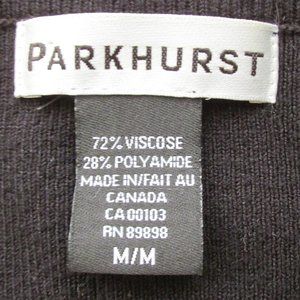 PARKHURST
72% VISCOSE
28% POLYAMIDE
MADE IN/FAIT AU
CANADA
CA 00103
RN 89898
M/M